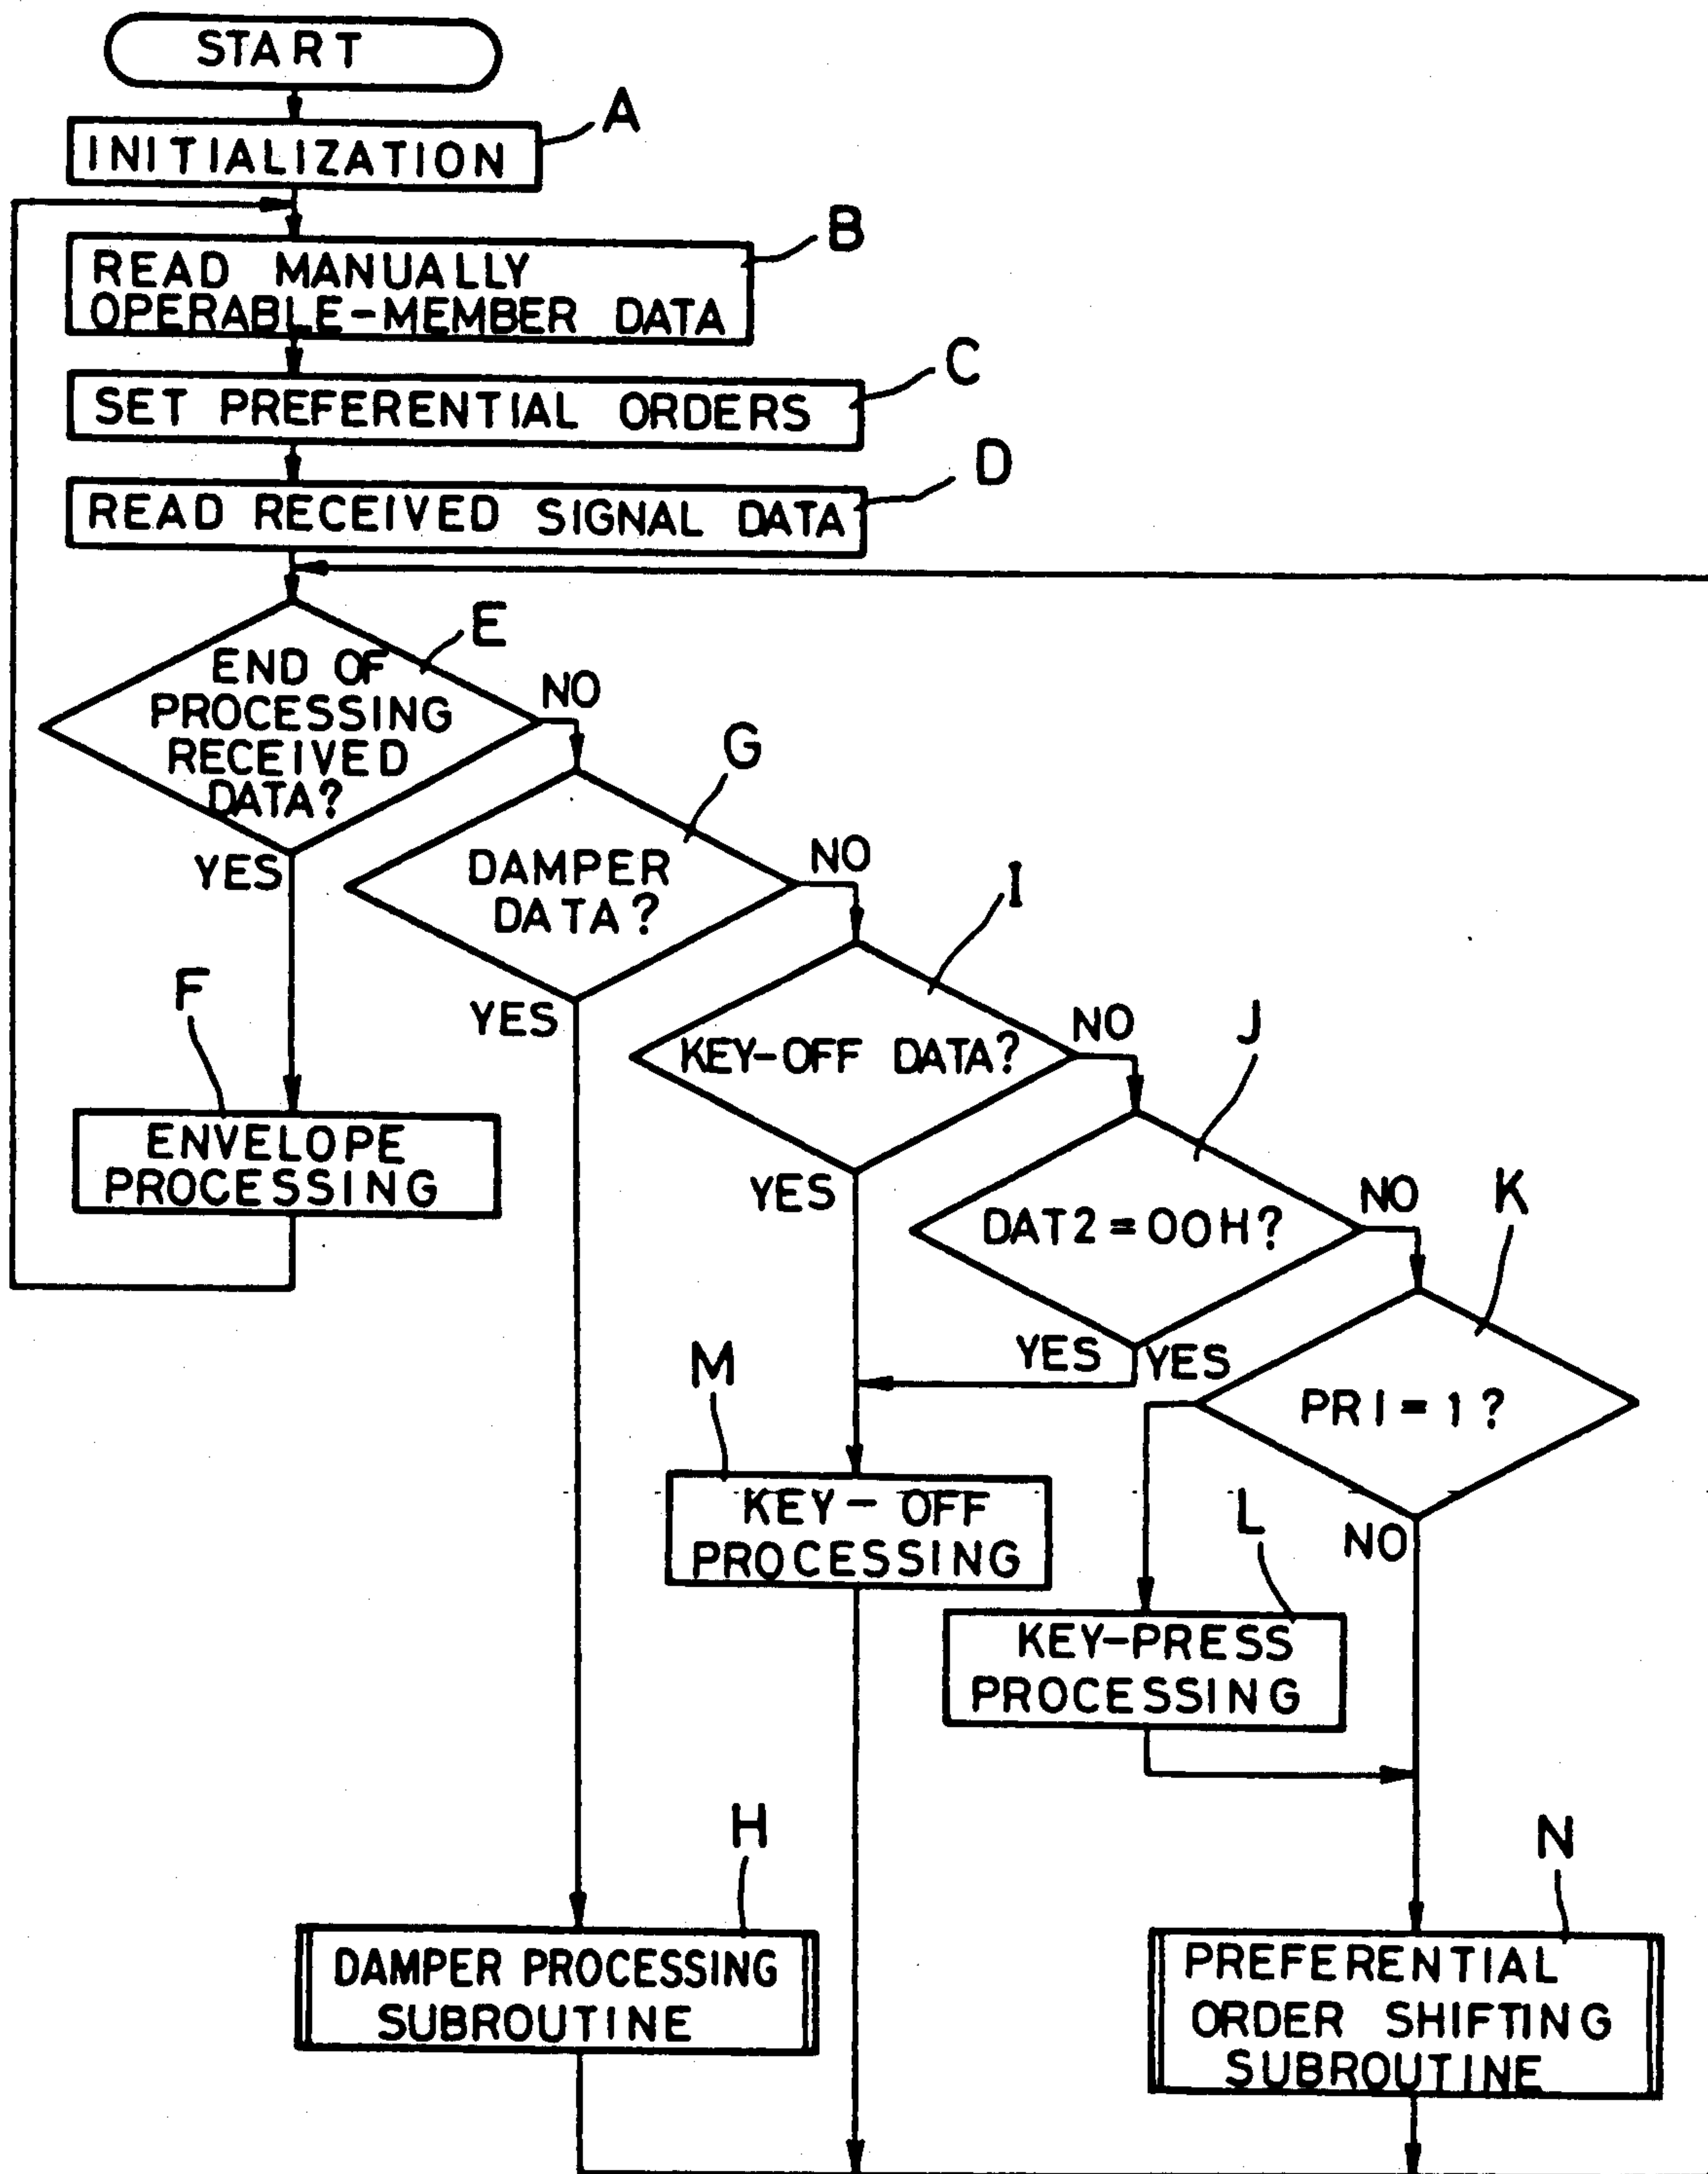 START
A
INITIALIZATION
B
READ MANUALLY
OPERABLE-MEMBER DATA
C
SET PREFERENTIAL ORDERS
D
READ RECEIVED SIGNAL DATA
E
END OF
PROCESSING
RECEIVED
DATA?
NO
YES
G
DAMPER
DATA?
NO
YES
I
KEY-OFF DATA?
NO
YES
F
ENVELOPE
PROCESSING
J
DAT2=00H?
NO
YES
K
PRI=1?
YES
NO
M
KEY-OFF
PROCESSING
L
KEY-PRESS
PROCESSING
H
DAMPER PROCESSING
SUBROUTINE
N
PREFERENTIAL
ORDER SHIFTING
SUBROUTINE